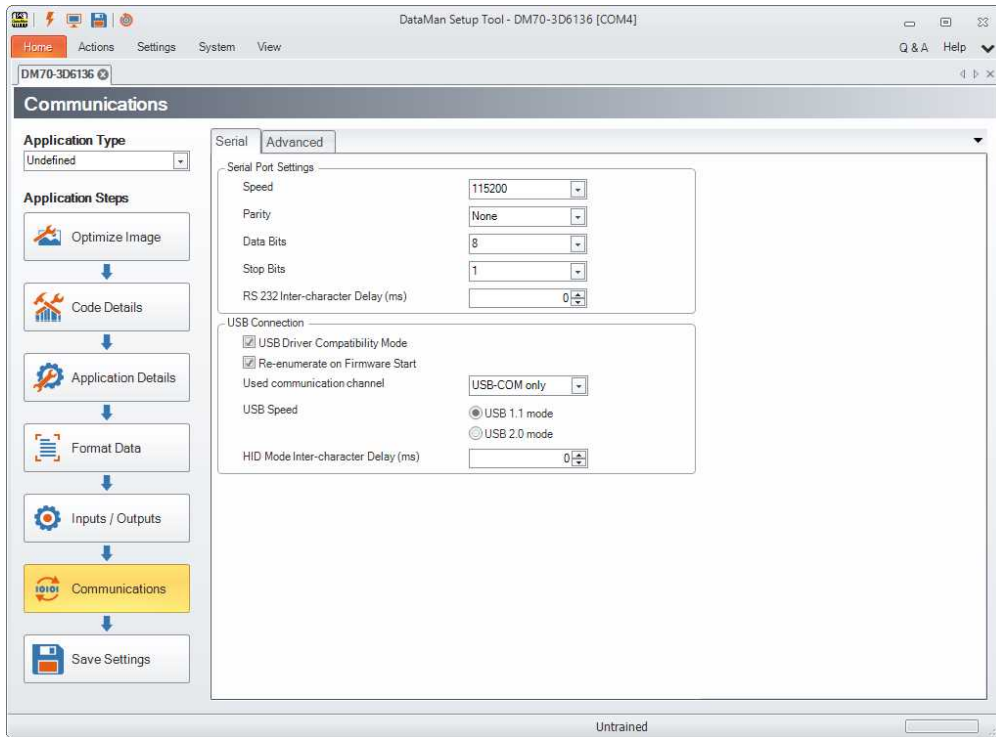 DataMan Setup Tool - DM70-3D6136 [COM4]
Home Actions Settings System View Q & A Help
DM70-3D6136
Communications
Application Type
Undefined
Application Steps
Optimize Image
Code Details
Application Details
Format Data
Inputs / Outputs
10101 Communications
Save Settings
Serial Advanced
Serial Port Settings
Speed 115200
Parity None
Data Bits 8
Stop Bits 1
RS 232 Inter-character Delay (ms) 0
USB Connection
USB Driver Compatibility Mode
Re-enumerate on Firmware Start
Used communication channel USB-COM only
USB Speed USB 1.1 mode
USB 2.0 mode
HID Mode Inter-character Delay (ms) 0
Untrained